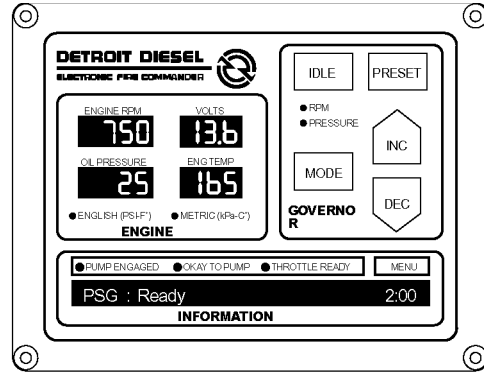 DETROIT DIESEL
ELECTRONIC FIRE COMMANDER
ENGINE RPM VOLTS
750 13.6
OIL PRESSURE ENG TEMP
25 165
ENGLISH (PSI-F°) METRIC (kPa-C°)
ENGINE
IDLE PRESET
RPM
PRESSURE
INC
MODE
DEC
GOVERNO
R
PUMP ENGAGED OKAY TO PUMP THROTTLE READY MENU
PSG : Ready 2:00
INFORMATION